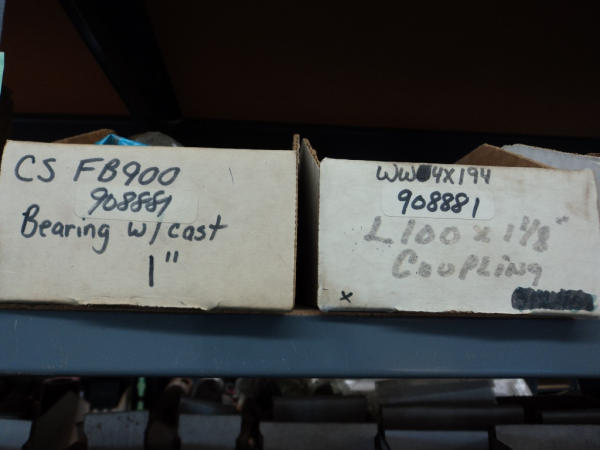 CS FB900
908881
Bearing w/ cast
1"
WW 4X194
908881
L100 x 1 1/8"
COUPLING
x